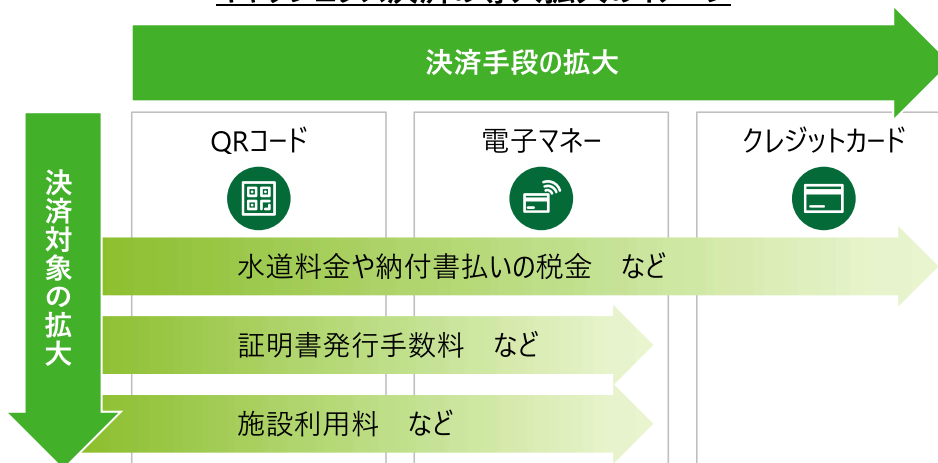 決済手段の拡大
QRコード
電子マネー
クレジットカード
決済対象の拡大
水道料金や納付書払いの税金　など
証明書発行手数料　など
施設利用料　など